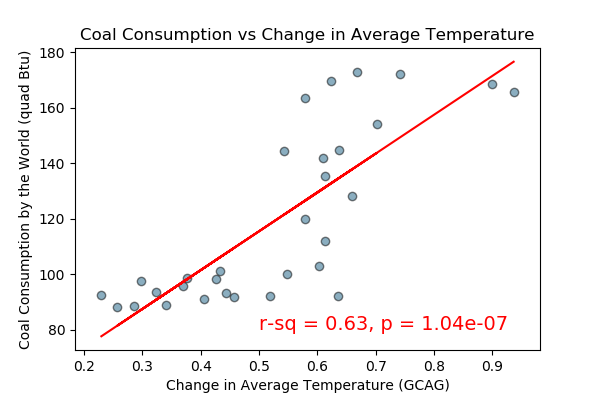 Coal Consumption vs Change in Average Temperature
Coal Consumption by the World (quad Btu)
180
160
140
120
100
80
r-sq = 0.63, p = 1.04e-07
0.2 0.3 0.4 0.5 0.6 0.7 0.8 0.9
Change in Average Temperature (GCAG)